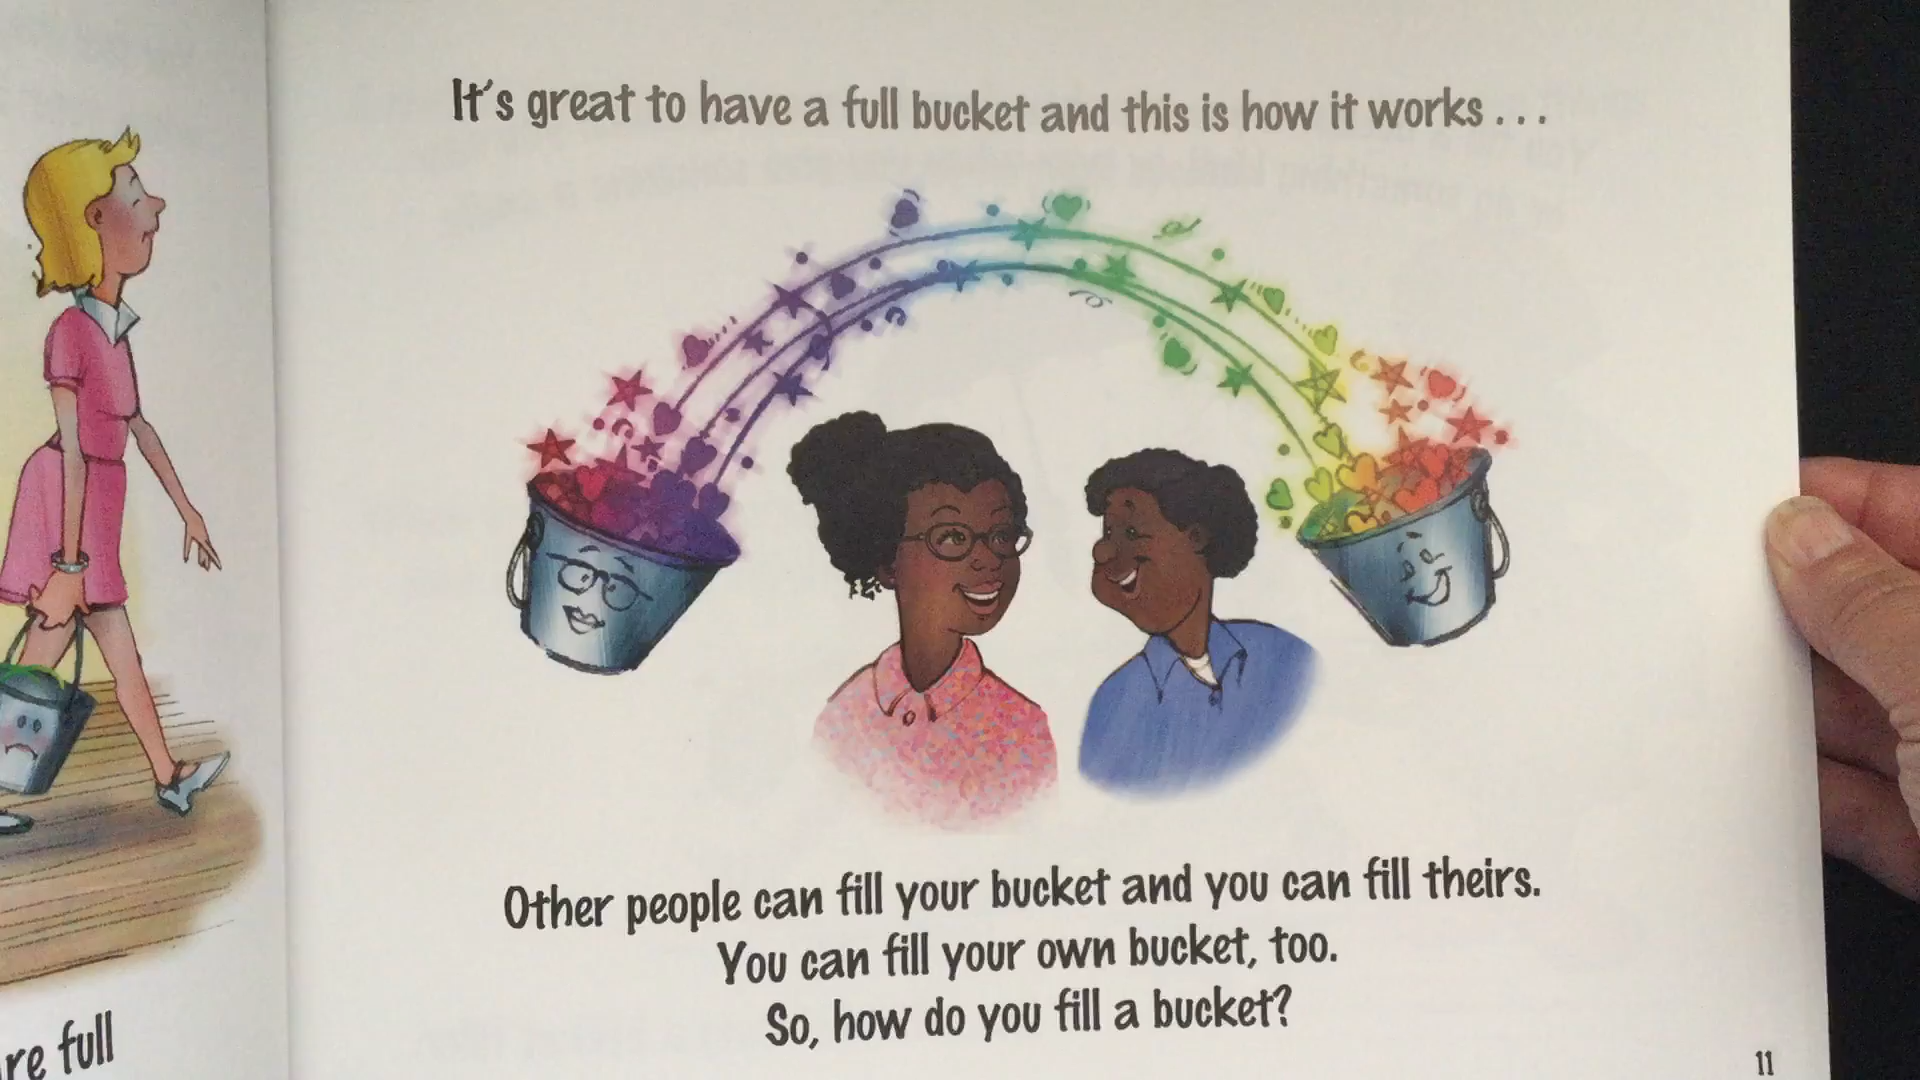 It's great to have a full bucket and this is how it works . . .
Other people can fill your bucket and you can fill theirs.
You can fill your own bucket, too.
So, how do you fill a bucket?
11
full